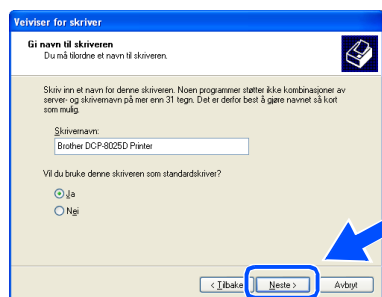 Veiviser for skriver
Gi navn til skriveren
Du må tilordne et navn til skriveren.
Skriv inn et navn for denne skriveren. Noen programmer støtter ikke kombinasjoner av
server- og skrivernavn på mer enn 31 tegn. Det er derfor best å gjøre navnet så kort
som mulig.
Skrivernavn:
Brother DCP-8025D Printer
Vil du bruke denne skriveren som standardskriver?
Ja
Nei
< Tilbake Neste > Avbryt